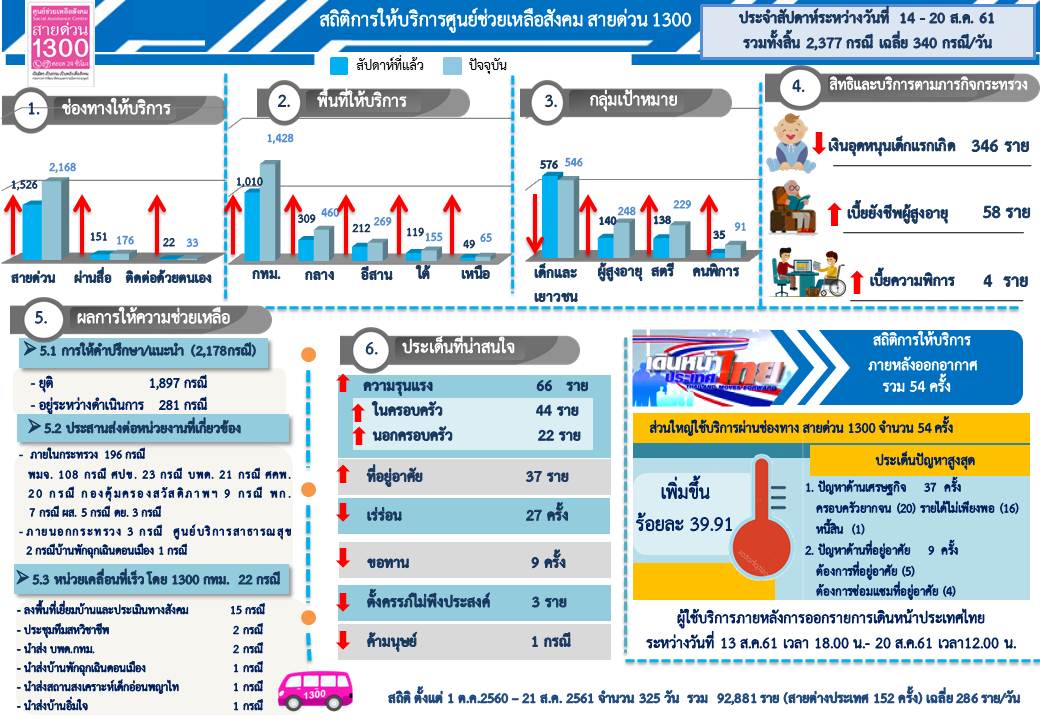 ศูนย์ช่วยเหลือสังคม
Social Assistance Center
สายด่วน
1300
ตลอด 24 ชั่วโมง
สถิติการให้บริการศูนย์ช่วยเหลือสังคม สายด่วน 1300
ประจำสัปดาห์ระหว่างวันที่ 14 - 20 ส.ค. 61
รวมทั้งสิ้น 2,377 กรณี เฉลี่ย 340 กรณี/วัน
สัปดาห์ที่แล้ว
ปัจจุบัน
1. ช่องทางให้บริการ
1,526
2,168
151
176
22
33
สายด่วน
ผ่านสื่อ
ติดต่อด้วยตนเอง
2. พื้นที่ให้บริการ
1,010
1,428
309
460
212
269
119
155
49
65
กทม.
กลาง
อีสาน
ใต้
เหนือ
3. กลุ่มเป้าหมาย
576
546
140
248
138
229
35
91
เด็กและ
เยาวชน
ผู้สูงอายุ
สตรี
คนพิการ
4. สิทธิและบริการตามภารกิจกระทรวง
เงินอุดหนุนเด็กแรกเกิด 346 ราย
เบี้ยยังชีพผู้สูงอายุ 58 ราย
เบี้ยความพิการ 4 ราย
5. ผลการให้ความช่วยเหลือ
5.1 การให้คำปรึกษา/แนะนำ (2,178กรณี)
- ยุติ 1,897 กรณี
- อยู่ระหว่างดำเนินการ 281 กรณี
5.2 ประสานส่งต่อหน่วยงานที่เกี่ยวข้อง
- ภายในกระทรวง 196 กรณี
พมจ. 108 กรณี ศปข. 23 กรณี บพด. 21 กรณี ศคพ.
20 กรณี กองคุ้มครองสวัสดิภาพฯ 9 กรณี พก.
7 กรณี ผส. 5 กรณี ดย. 3 กรณี
- ภายนอกกระทรวง 3 กรณี ศูนย์บริการสาธารณสุข
2 กรณีบ้านพักฉุกเฉินดอนเมือง 1 กรณี
5.3 หน่วยเคลื่อนที่เร็ว โดย 1300 กทม. 22 กรณี
- ลงพื้นที่เยี่ยมบ้านและประเมินทางสังคม 15 กรณี
- ประชุมทีมสหวิชาชีพ 2 กรณี
- นำส่ง บพด.กทม. 2 กรณี
- นำส่งบ้านพักฉุกเฉินดอนเมือง 1 กรณี
- นำส่งสถานสงเคราะห์เด็กอ่อนพญาไท 1 กรณี
- นำส่งบ้านอิ่มใจ 1 กรณี
6. ประเด็นที่น่าสนใจ
ความรุนแรง 66 ราย
ในครอบครัว 44 ราย
นอกครอบครัว 22 ราย
ที่อยู่อาศัย 37 ราย
เร่ร่อน 27 ครั้ง
ขอทาน 9 ครั้ง
ตั้งครรภ์ไม่พึงประสงค์ 3 ราย
ค้ามนุษย์ 1 กรณี
เดินหน้า
ประเทศไทย
THAILAND MOVES FORWARD
สถิติการให้บริการ
ภายหลังออกอากาศ
รวม 54 ครั้ง
ส่วนใหญ่ใช้บริการผ่านช่องทาง สายด่วน 1300 จำนวน 54 ครั้ง
ประเด็นปัญหาสูงสุด
เพิ่มขึ้น
ร้อยละ 39.91
1. ปัญหาด้านเศรษฐกิจ 37 ครั้ง
ครอบครัวยากจน (20) รายได้ไม่เพียงพอ (16)
หนี้สิน (1)
2. ปัญหาด้านที่อยู่อาศัย 9 ครั้ง
ต้องการที่อยู่อาศัย (5)
ต้องการซ่อมแซมที่อยู่อาศัย (4)
ผู้ใช้บริการภายหลังการออกรายการเดินหน้าประเทศไทย
ระหว่างวันที่ 13 ส.ค.61 เวลา 18.00 น.- 20 ส.ค.61 เวลา12.00 น.
1300
สถิติ ตั้งแต่ 1 ต.ค.2560 – 21 ส.ค. 2561 จำนวน 325 วัน รวม 92,881 ราย (สายต่างประเทศ 152 ครั้ง) เฉลี่ย 286 ราย/วัน